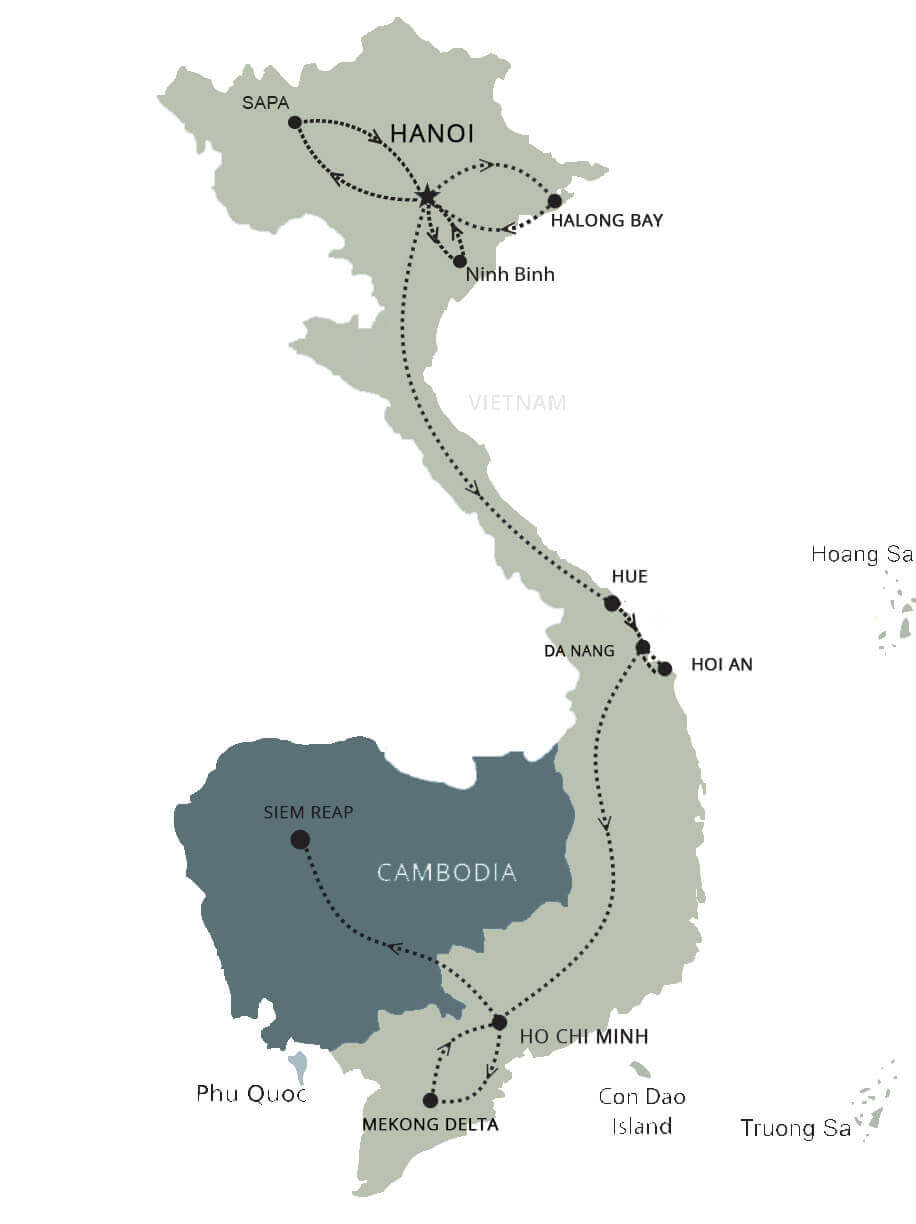 SAPA
HANOI
HALONG BAY
Ninh Binh
VIETNAM
Hoang Sa
HUE
DA NANG
HOI AN
SIEM REAP
CAMBODIA
HO CHI MINH
Phu Quoc
Con Dao
Island
MEKONG DELTA
Truong Sa